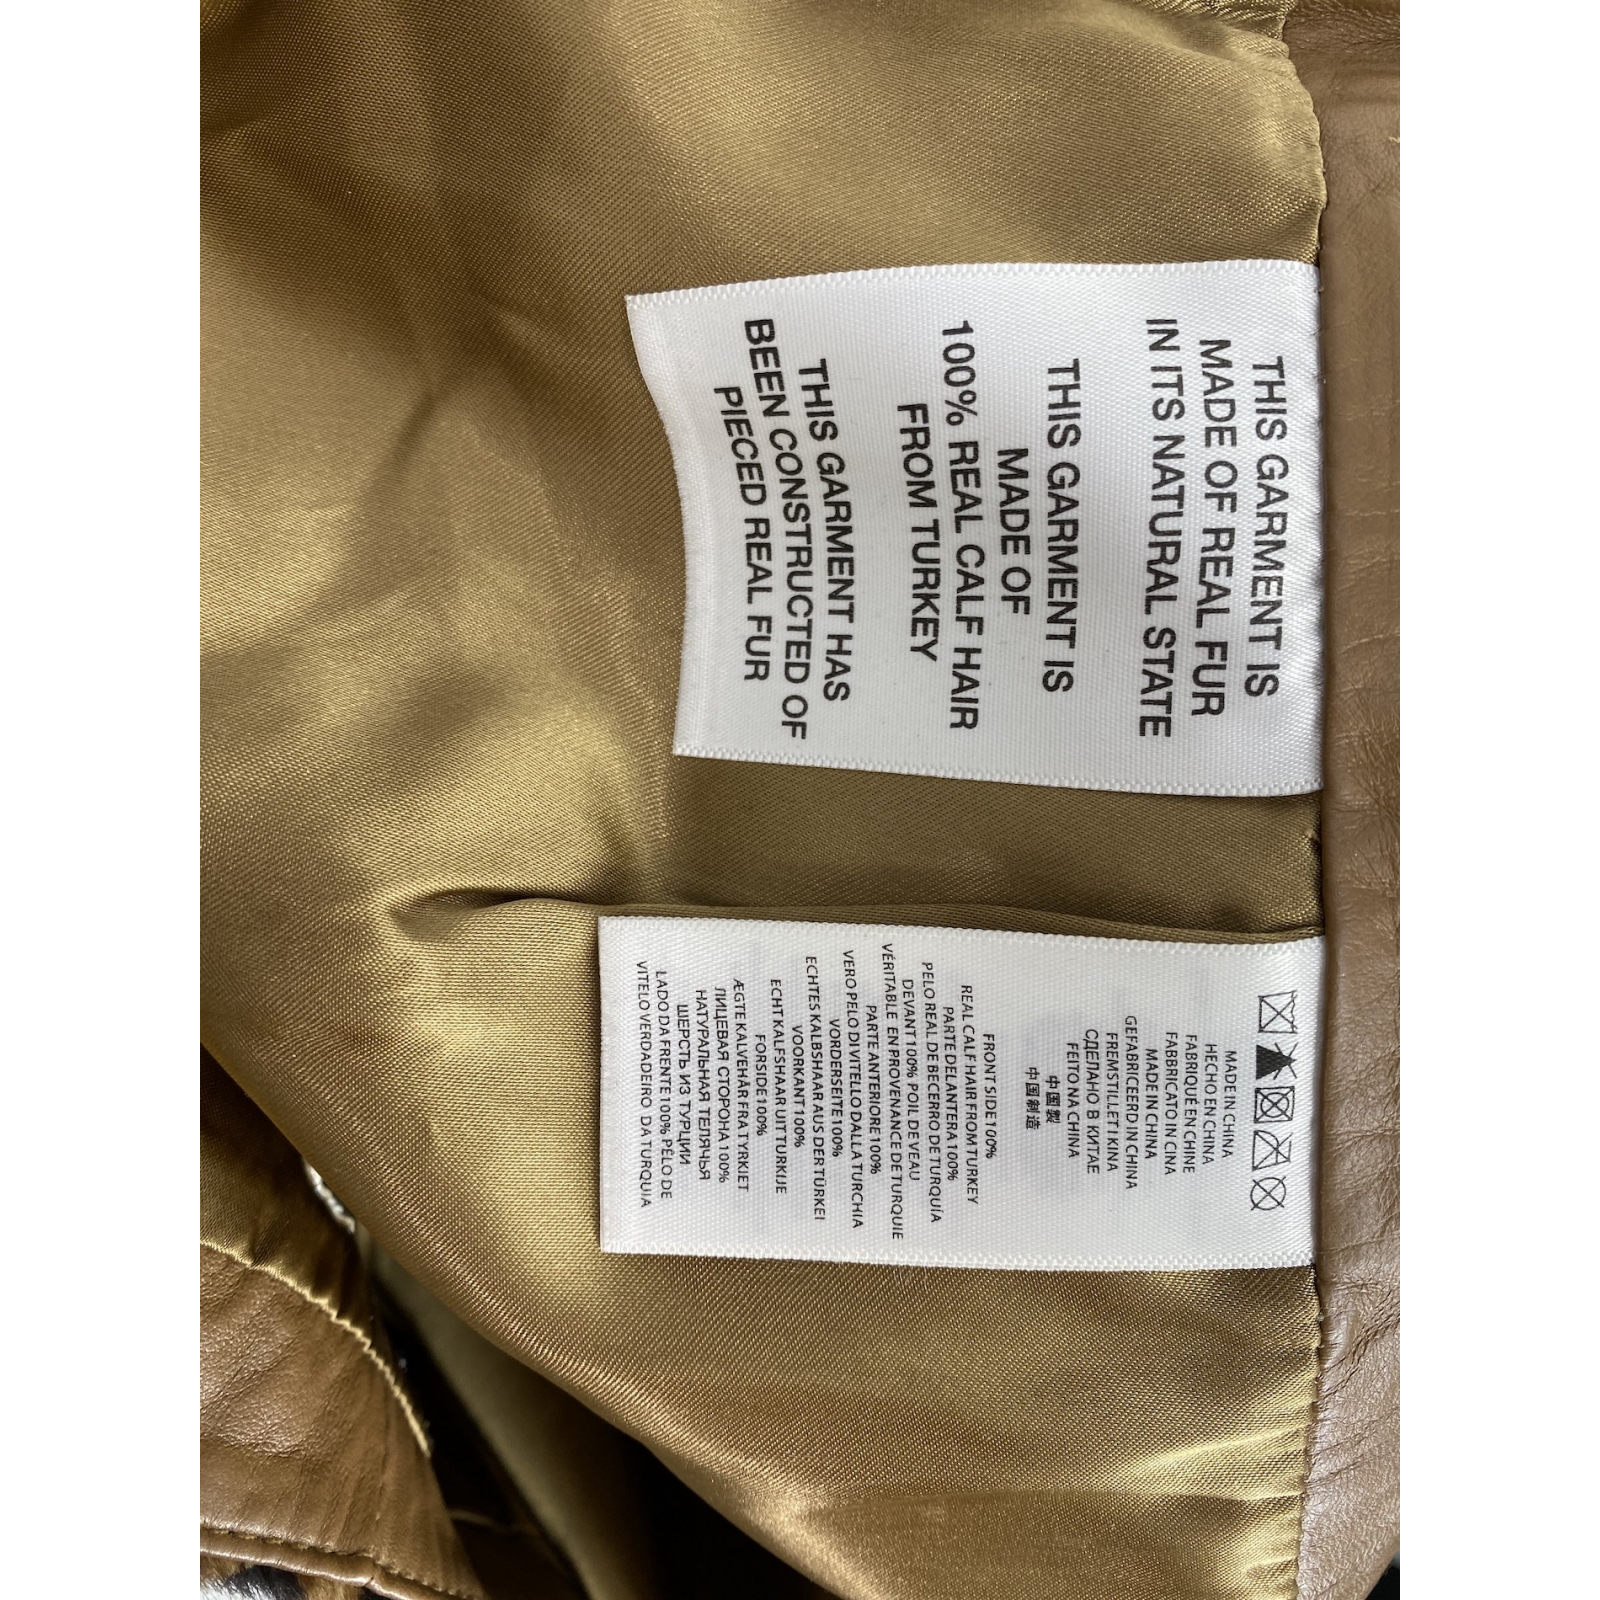 THIS GARMENT IS
MADE OF REAL FUR
IN ITS NATURAL STATE
THIS GARMENT IS
MADE OF
100% REAL CALF HAIR
FROM TURKEY
THIS GARMENT HAS
BEEN CONSTRUCTED OF
PIECED REAL FUR
MADE IN CHINA
HECHO EN CHINA
FABRIQUÉ EN CHINE
FABBRICATO IN CINA
MADE IN CHINA
GEFABRICEERD IN CHINA
FREMSTILLET I KINA
СДЕЛАНО В КИТАЕ
FEITO NA CHINA
中国製
中国制造
FRONT SIDE 100%
REAL CALF HAIR FROM TURKEY
PARTE DELANTERA 100%
PELO REAL DE BECERRO DE TURQUÍA
DEVANT 100% POIL DE VEAU
VÉRITABLE EN PROVENANCE DE TURQUIE
PARTE ANTERIORE 100%
VERO PELO DI VITELLO DALLA TURCHIA
VORDERSEITE 100%
ECHTES KALBSHAAR AUS DER TÜRKEI
VOORKANT 100%
ECHT KALFSHAAR UIT TURKIJE
FORSIDE 100%
ÆGTE KALVEHÅR FRA TYRKIET
ЛИЦЕВАЯ СТОРОНА 100%
НАТУРАЛЬНАЯ ТЕЛЯЧЬЯ
ШЕРСТЬ ИЗ ТУРЦИИ
LADO DA FRENTE 100% PELO DE
VITELO VERDADEIRO DA TURQUIA